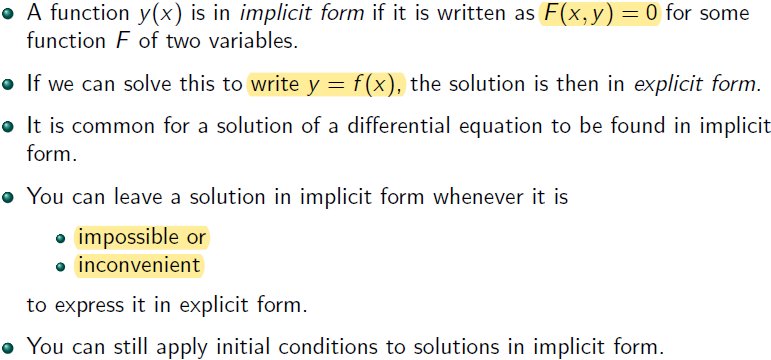 A function y(x) is in implicit form if it is written as F(x, y) = 0 for some
function F of two variables.
If we can solve this to write y = f(x), the solution is then in explicit form.
It is common for a solution of a differential equation to be found in implicit
form.
You can leave a solution in implicit form whenever it is
impossible or
inconvenient
to express it in explicit form.
You can still apply initial conditions to solutions in implicit form.